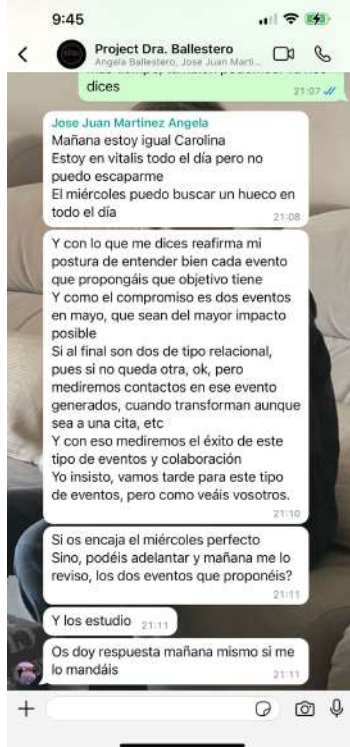 9:45
Project Dra. Ballestero
Angela Ballestero, Jose Juan Marti...
dices
21:07
Jose Juan Martinez Angela
Mañana estoy igual Carolina
Estoy en vitalis todo el día pero no
puedo escaparme
El miércoles puedo buscar un hueco en
todo el día
21:08
Y con lo que me dices reafirma mi
postura de entender bien cada evento
que propongáis que objetivo tiene
Y como el compromiso es dos eventos
en mayo, que sean del mayor impacto
posible
Si al final son dos de tipo relacional,
pues si no queda otra, ok, pero
mediremos contactos en ese evento
generados, cuando transforman aunque
sea a una cita, etc
Y con eso mediremos el éxito de este
tipo de eventos y colaboración
Yo insisto, vamos tarde para este tipo
de eventos, pero como veáis vosotros.
21:10
Si os encaja el miércoles perfecto
Sino, podéis adelantar y mañana me lo
reviso, los dos eventos que proponéis?
21:11
Y los estudio 21:11
Os doy respuesta mañana mismo si me
lo mandáis
21:11